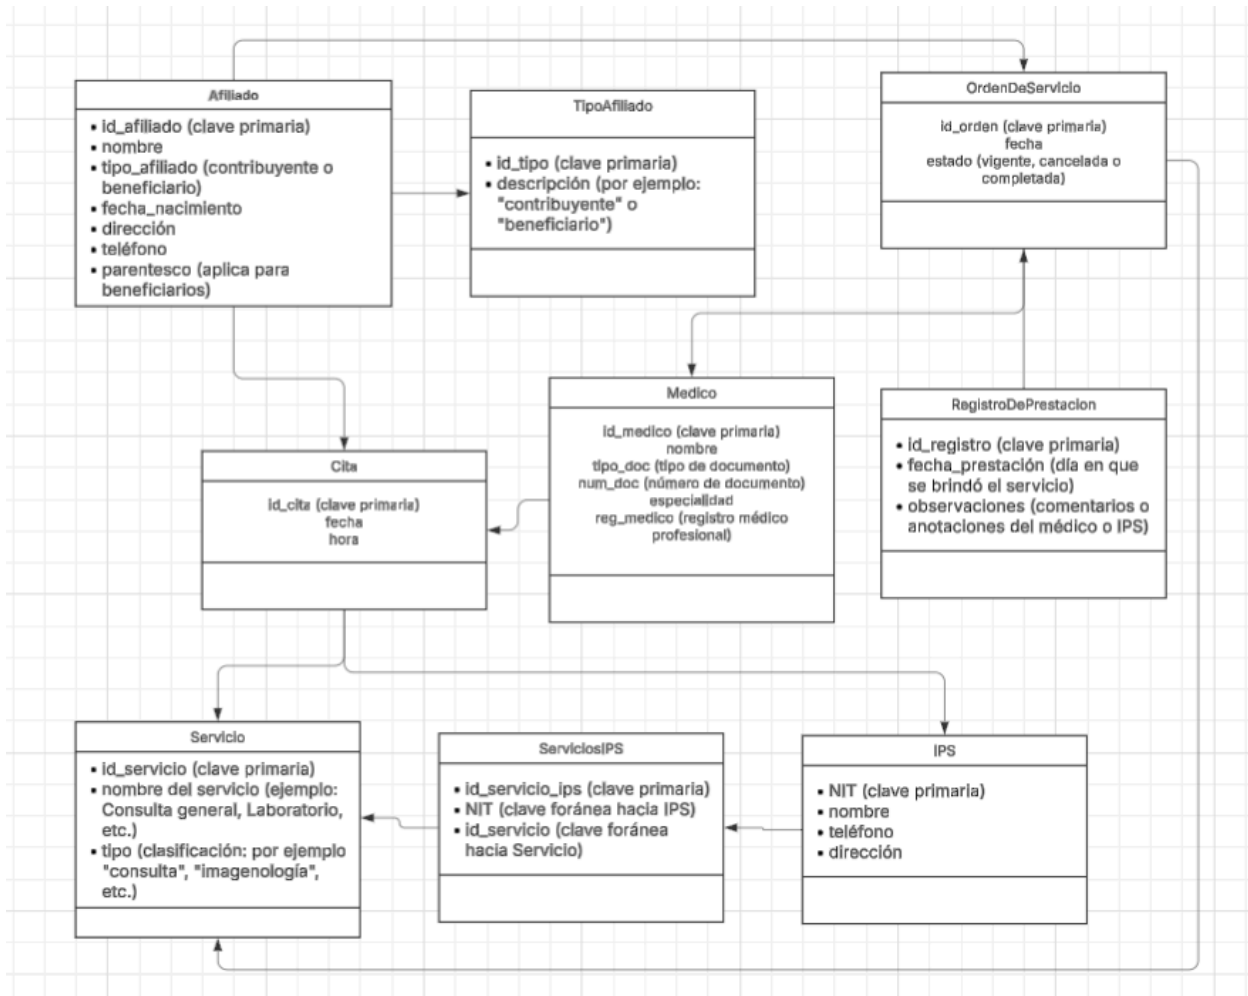 Afiliado
• id_afiliado (clave primaria)
• nombre
• tipo_afiliado (contribuyente o
beneficiario)
• fecha_nacimiento
• dirección
• teléfono
• parentesco (aplica para
beneficiarios)
TipoAfiliado
• id_tipo (clave primaria)
• descripción (por ejemplo:
"contribuyente" o
"beneficiario")
OrdenDeServicio
id_orden (clave primaria)
fecha
estado (vigente, cancelada o
completada)
Medico
id_medico (clave primaria)
nombre
tipo_doc (tipo de documento)
num_doc (número de documento)
especialidad
reg_medico (registro médico
profesional)
RegistroDePrestacion
• id_registro (clave primaria)
• fecha_prestación (día en que
se brindó el servicio)
• observaciones (comentarios o
anotaciones del médico o IPS)
Cita
id_cita (clave primaria)
fecha
hora
Servicio
• id_servicio (clave primaria)
• nombre del servicio (ejemplo:
Consulta general, Laboratorio,
etc.)
• tipo (clasificación: por ejemplo
"consulta", "imagenología",
etc.)
ServiciosIPS
• id_servicio_ips (clave primaria)
• NIT (clave foránea hacia IPS)
• id_servicio (clave foránea
hacia Servicio)
IPS
• NIT (clave primaria)
• nombre
• teléfono
• dirección